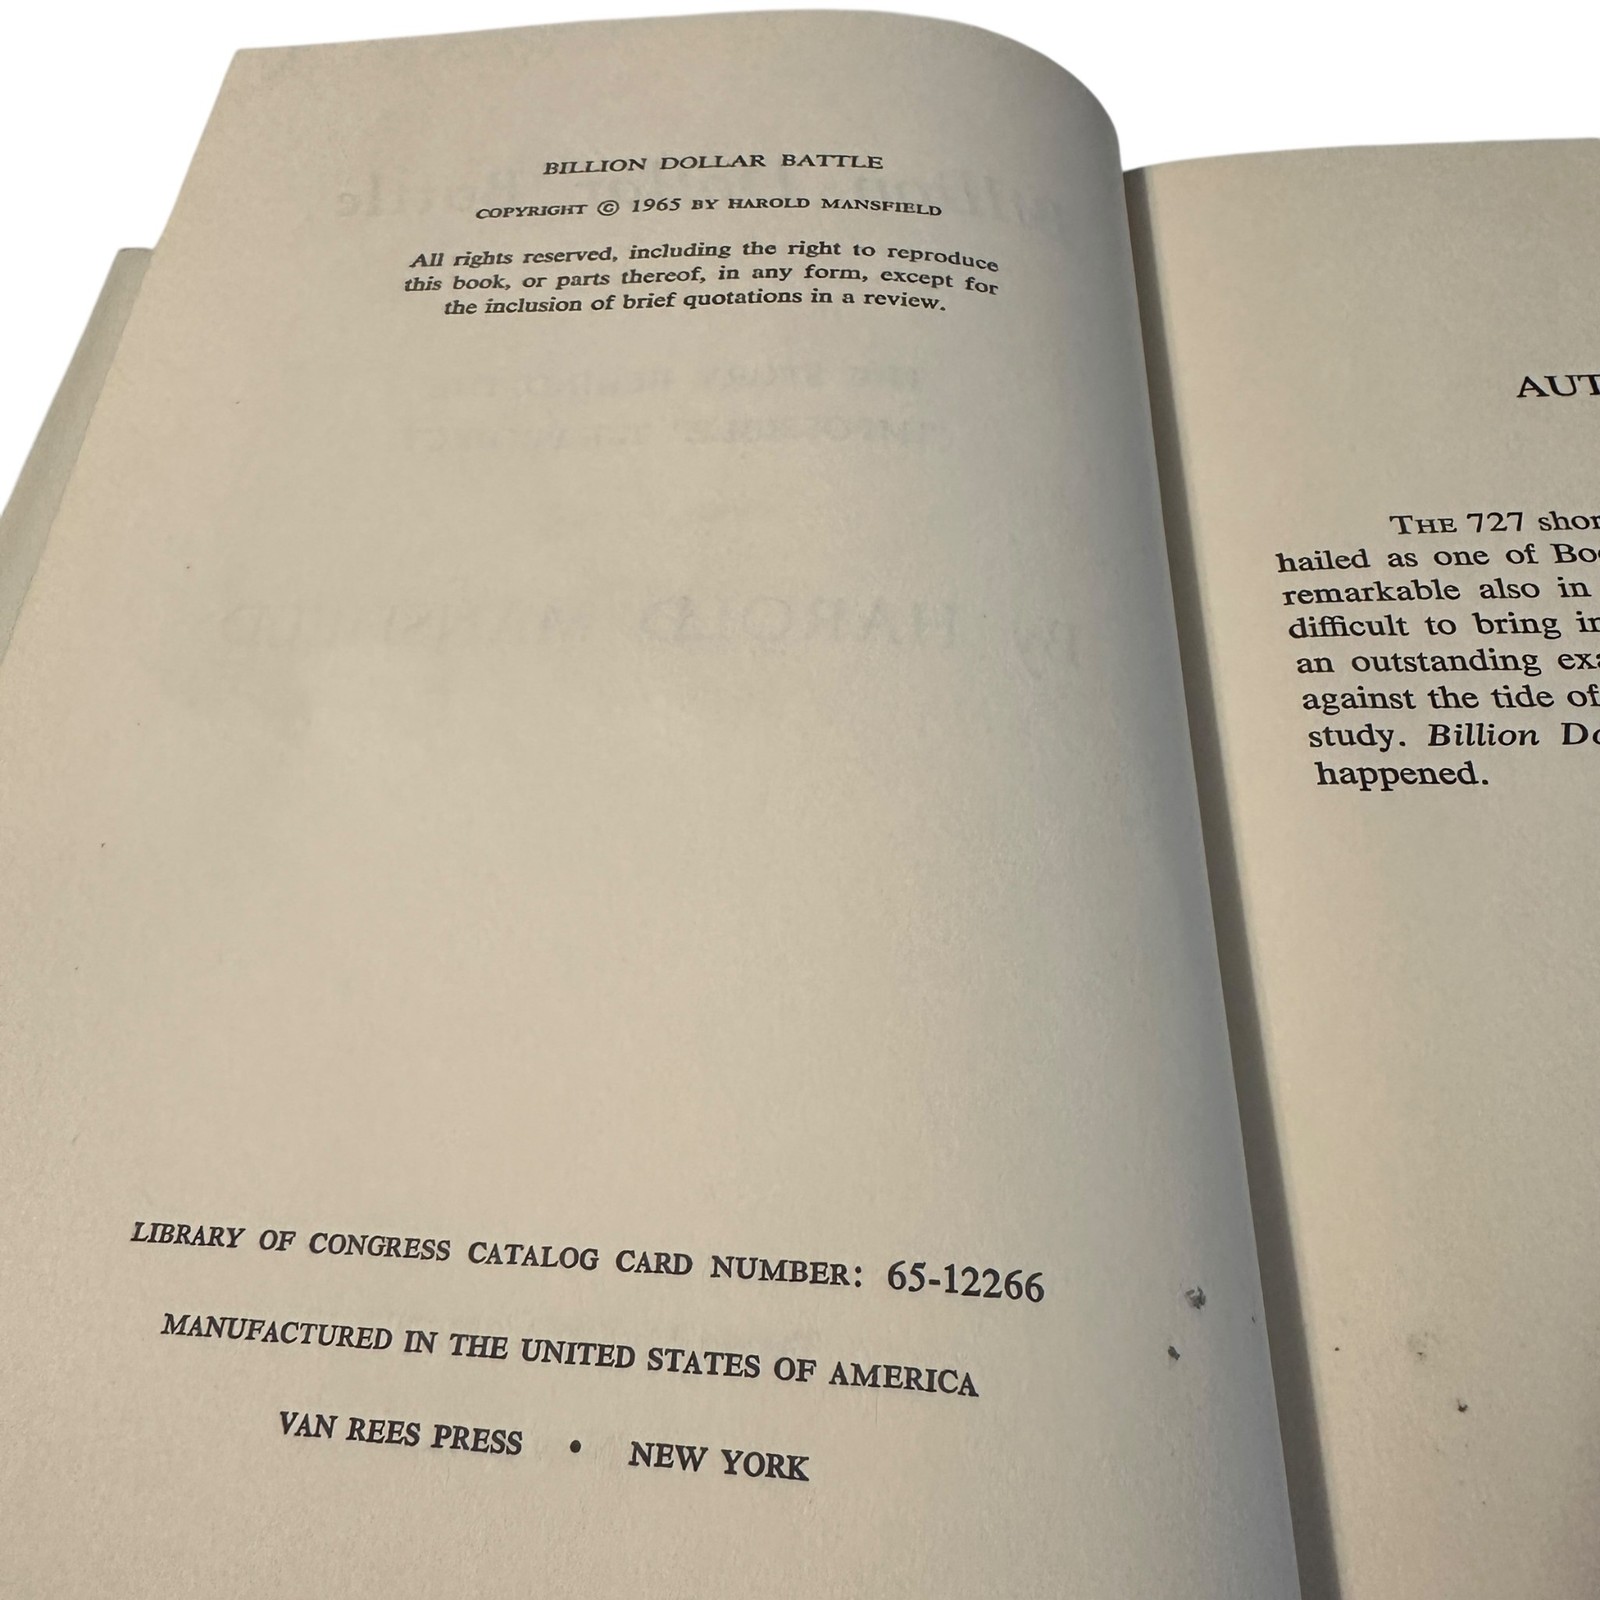 BILLION DOLLAR BATTLE
COPYRIGHT © 1965 BY HAROLD MANSFIELD
All rights reserved, including the right to reproduce
this book, or parts thereof, in any form, except for
the inclusion of brief quotations in a review.
LIBRARY OF CONGRESS CATALOG CARD NUMBER: 65-12266
MANUFACTURED IN THE UNITED STATES OF AMERICA
VAN REES PRESS • NEW YORK
THE 727
hailed as one of
remarkable also in
difficult to bring
an outstanding
against the tide of
study. Billion
happened.